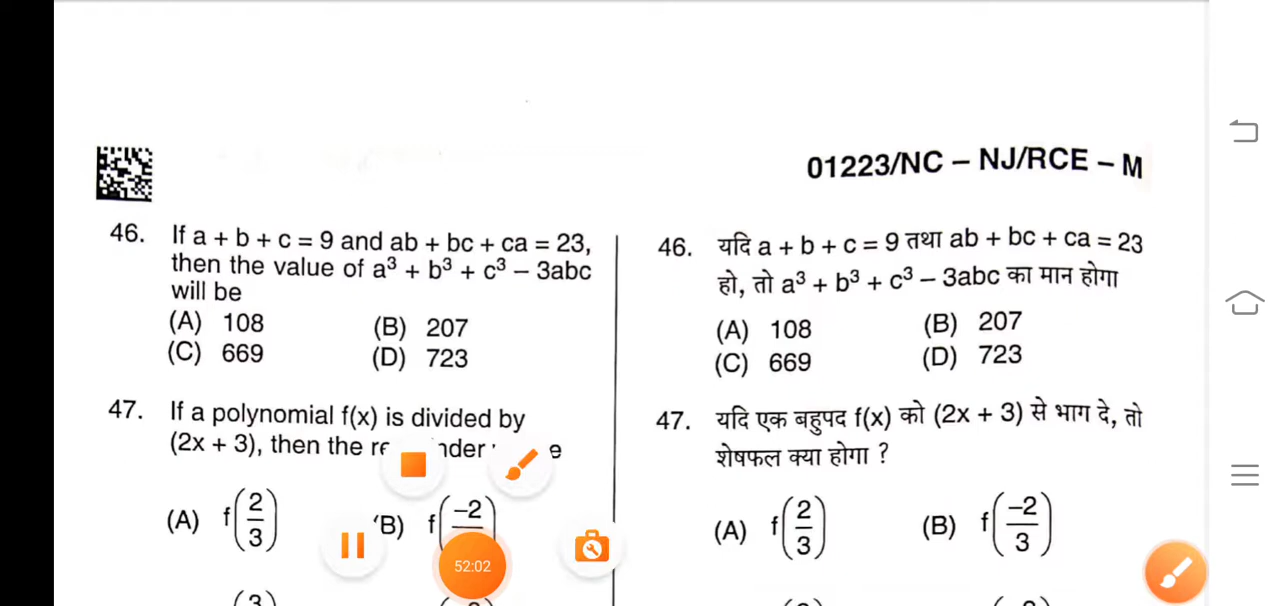 01223/NC – NJ/RCE – M
46. If a + b + c = 9 and ab + bc + ca = 23,
then the value of a³ + b³ + c³ – 3abc
will be
(A) 108 (B) 207
(C) 669 (D) 723
47. If a polynomial f(x) is divided by
(2x + 3), then the
(A) f(2/3) (B) f(–2
52:02
46. यदि a + b + c = 9 तथा ab + bc + ca = 23
हो, तो a³ + b³ + c³ – 3abc का मान होगा
(A) 108 (B) 207
(C) 669 (D) 723
47. यदि एक बहुपद f(x) को (2x + 3) से भाग दे, तो
शेषफल क्या होगा ?
(A) f(2/3) (B) f(–2/3)